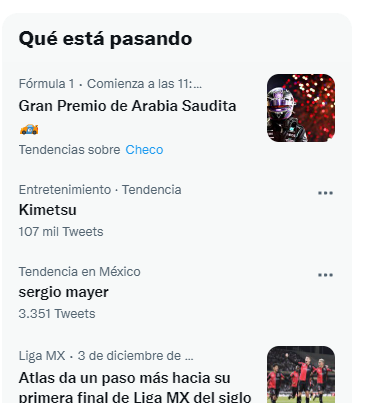 Qué está pasando
Fórmula 1 · Comienza a las 11:...
Gran Premio de Arabia Saudita
Tendencias sobre Checo
Entretenimiento · Tendencia
Kimetsu
107 mil Tweets
Tendencia en México
sergio mayer
3.351 Tweets
Liga MX · 3 de diciembre de ...
Atlas da un paso más hacia su
primera final de Liga MX del siglo